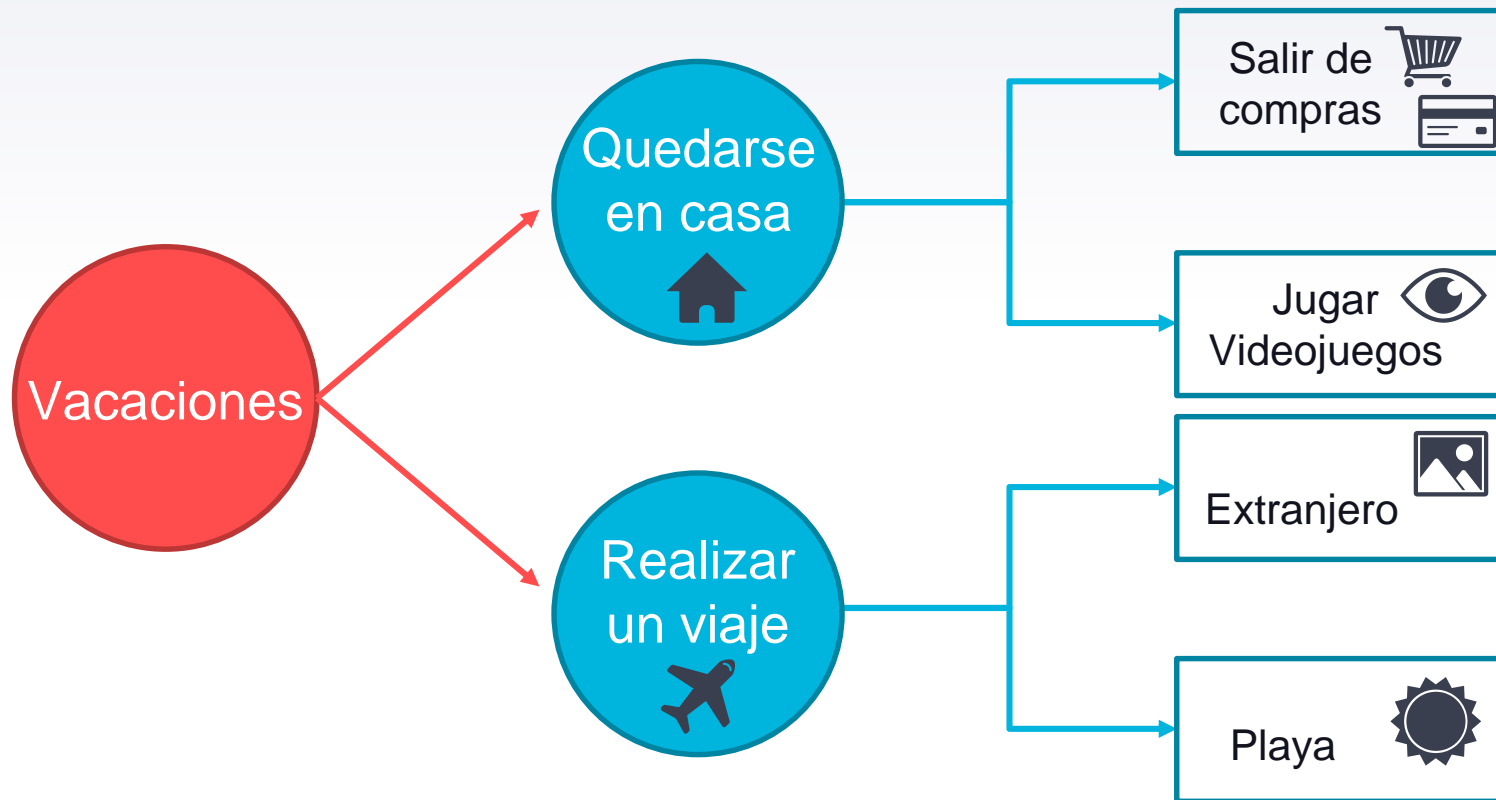 Vacaciones
Quedarse
en casa
Realizar
un viaje
Salir de
compras
Jugar
Videojuegos
Extranjero
Playa